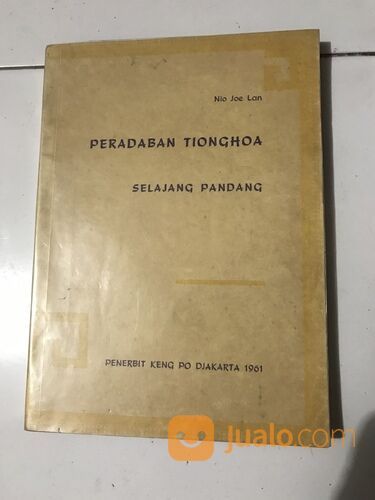 Nio Joe Lan
PERADABAN TIONGHOA
SELAJANG PANDANG
PENERBIT KENG PO DJAKARTA 1961
jualo.com